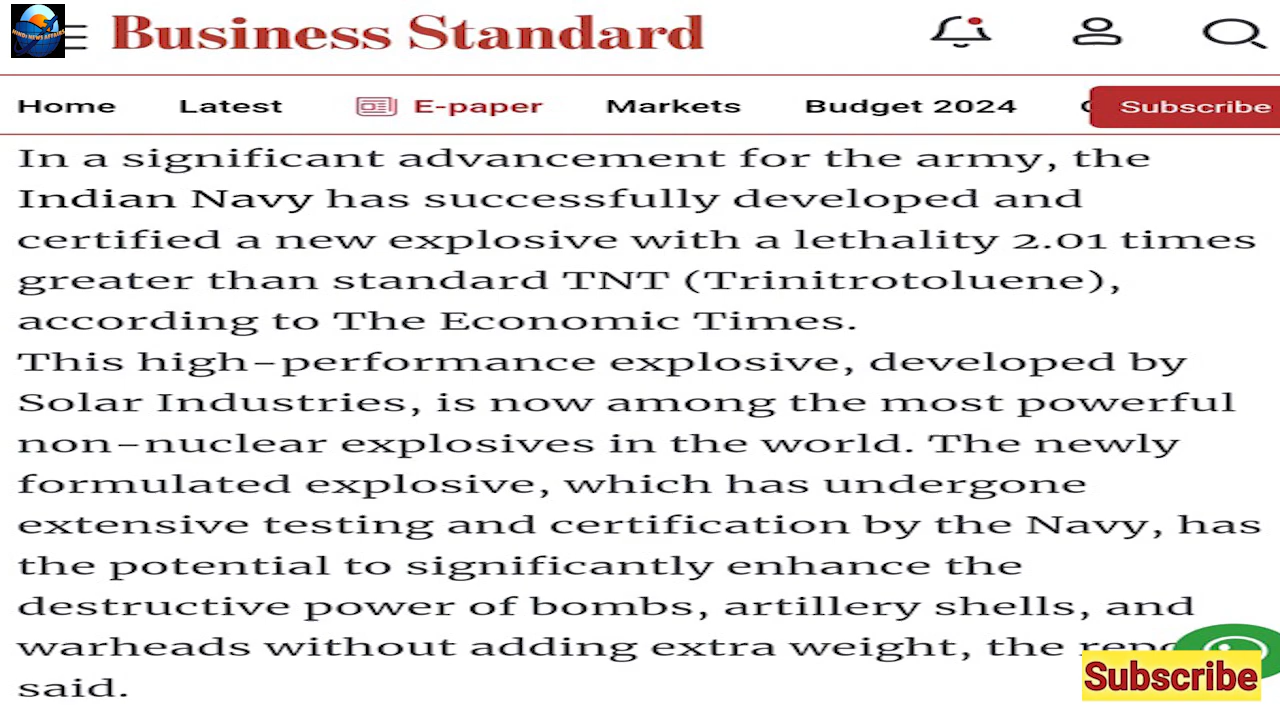 HINDI NEWS AFFAIRS
Business Standard
Home Latest E-paper Markets Budget 2024 Subscribe
In a significant advancement for the army, the
Indian Navy has successfully developed and
certified a new explosive with a lethality 2.01 times
greater than standard TNT (Trinitrotoluene),
according to The Economic Times.
This high-performance explosive, developed by
Solar Industries, is now among the most powerful
non-nuclear explosives in the world. The newly
formulated explosive, which has undergone
extensive testing and certification by the Navy, has
the potential to significantly enhance the
destructive power of bombs, artillery shells, and
warheads without adding extra weight, the
said.
Subscribe